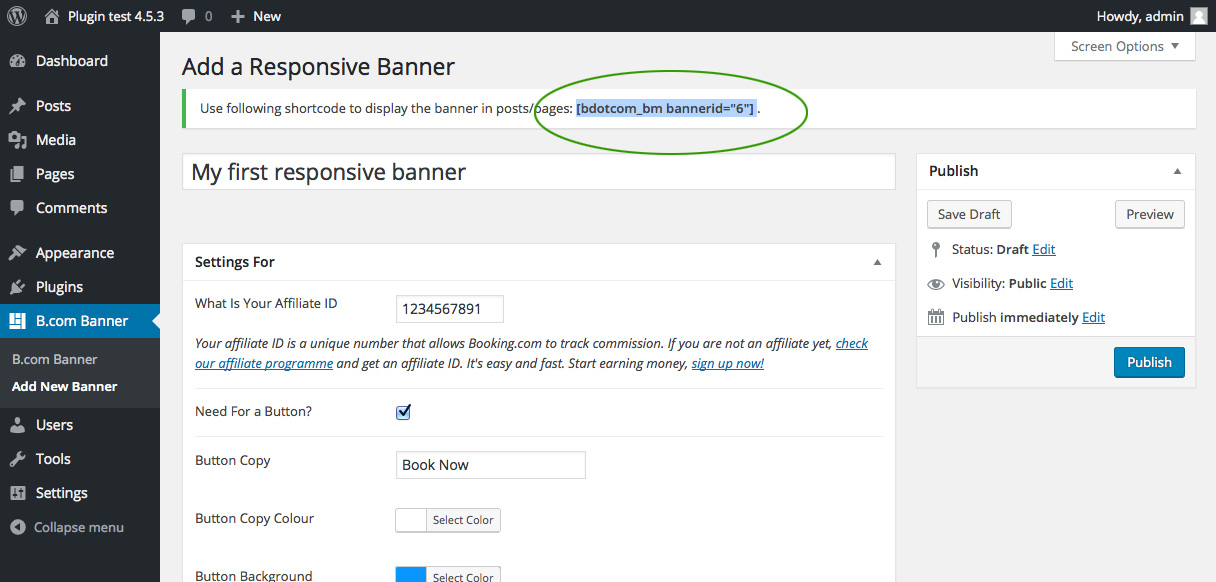 Plugin test 4.5.3
0
New
Howdy, admin
Screen Options
Dashboard
Posts
Media
Pages
Comments
Appearance
Plugins
B.com Banner
B.com Banner
Add New Banner
Users
Tools
Settings
Collapse menu
Add a Responsive Banner
Use following shortcode to display the banner in posts/pages: [bdotcom_bm bannerid="6"] .
My first responsive banner
Settings For
What Is Your Affiliate ID
1234567891
Your affiliate ID is a unique number that allows Booking.com to track commission. If you are not an affiliate yet, check
our affiliate programme and get an affiliate ID. It's easy and fast. Start earning money, sign up now!
Need For a Button?
Button Copy
Book Now
Button Copy Colour
Select Color
Button Background
Select Color
Publish
Save Draft
Preview
Status: Draft Edit
Visibility: Public Edit
Publish immediately Edit
Publish